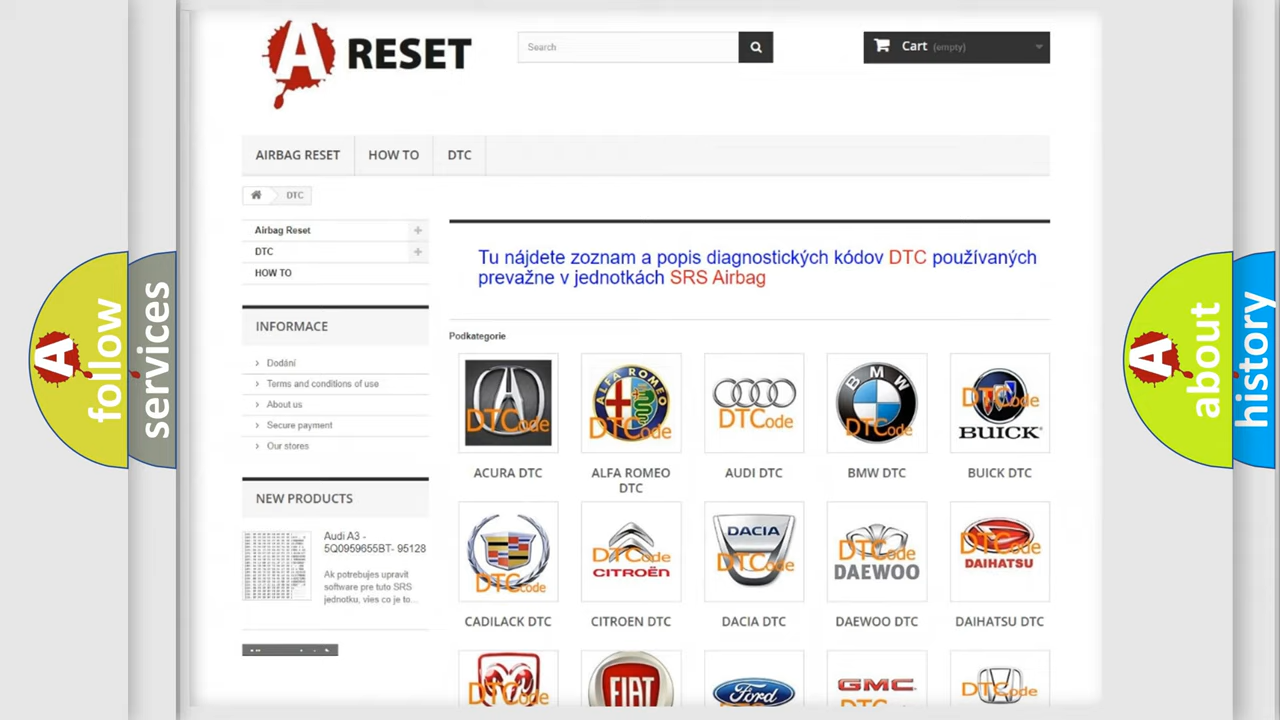 A RESET
Search
Cart (empty)
AIRBAG RESET
HOW TO
DTC
DTC
Airbag Reset
DTC
HOW TO
Tu nájdete zoznam a popis diagnostických kódov DTC používaných
prevažne v jednotkách SRS Airbag
INFORMACE
Dodání
Terms and conditions of use
About us
Secure payment
Our stores
Podkategorie
DTCode
ALFA ROMEO
DTCode
DTCode
BMW
DTCode
DTCode
BUICK
ACURA DTC
ALFA ROMEO
DTC
AUDI DTC
BMW DTC
BUICK DTC
NEW PRODUCTS
Audi A3 -
5Q0959655BT- 95128
Ak potrebujes upravit
software pre tuto SRS
jednotku, vies co je to...
DTCode
DTCode
CITROËN
DACIA
DTCode
DTCode
DAEWOO
DTCode
DAIHATSU
CADILACK DTC
CITROEN DTC
DACIA DTC
DAEWOO DTC
DAIHATSU DTC
DTCode
FIAT
Ford
GMC
DTCode
A follow
services
A about
history